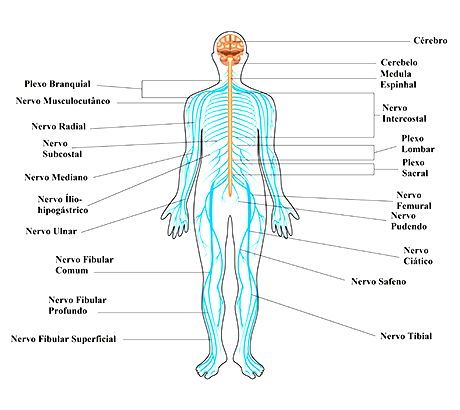 Cérebro
Cerebelo
Medula
Espinhal
Plexo Branquial
Nervo Musculocutânco
Nervo
Intercostal
Nervo Radial
Nervo
Subcostal
Plexo
Lombar
Plexo
Sacral
Nervo Mediano
Nervo Ílio-
hipogástrico
Nervo
Femural
Nervo
Pudendo
Nervo Ulnar
Nervo
Ciático
Nervo Fibular
Comum
Nervo Safeno
Nervo Fibular
Profundo
Nervo Fibular Superficial
Nervo Tibial